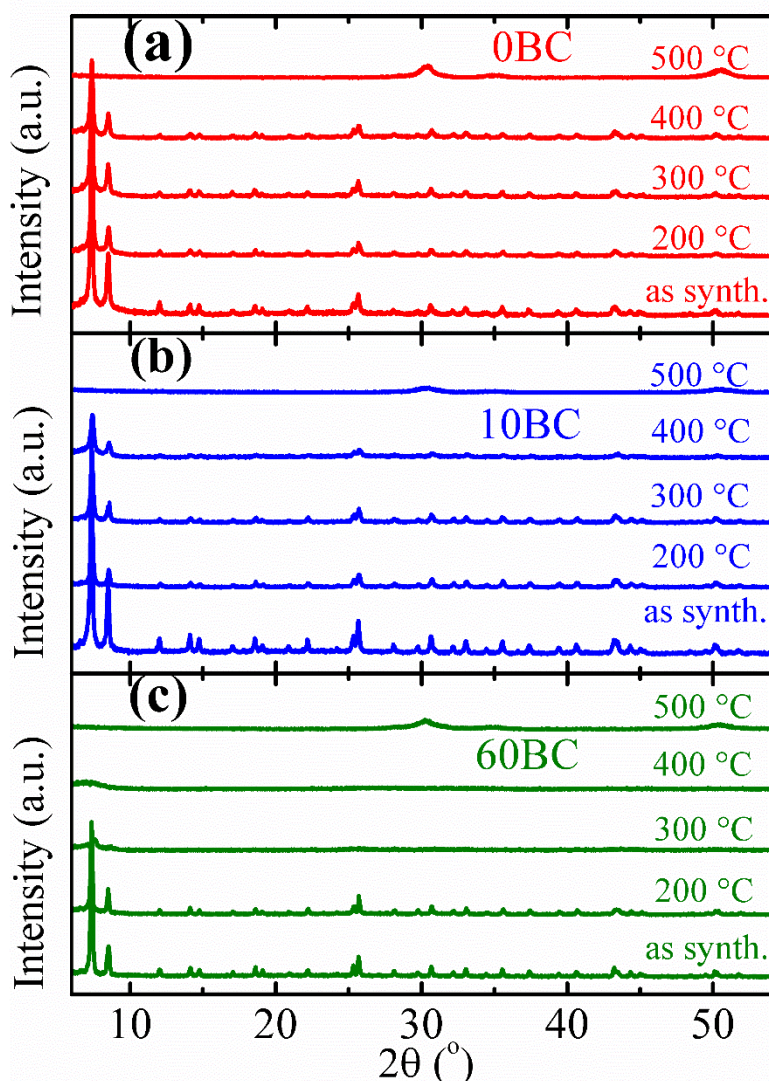 (a) 0BC 500 °C
400 °C
300 °C
200 °C
as synth.
Intensity (a.u.)
(b) 500 °C
10BC 400 °C
300 °C
200 °C
as synth.
Intensity (a.u.)
(c) 500 °C
60BC 400 °C
300 °C
200 °C
as synth.
Intensity (a.u.)
10 20 30 40 50
2θ (°)